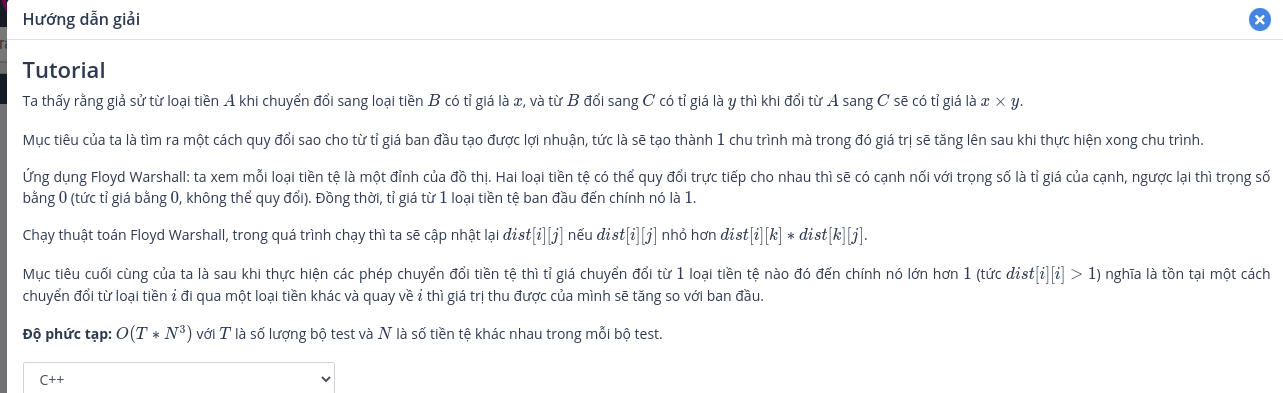 Hướng dẫn giải
Tutorial
Ta thấy rằng giả sử từ loại tiền A khi chuyển đổi sang loại tiền B có tỉ giá là x, và từ B đổi sang C có tỉ giá là y thì khi đổi từ A sang C sẽ có tỉ giá là x × y.
Mục tiêu của ta là tìm ra một cách quy đổi sao cho từ tỉ giá ban đầu tạo được lợi nhuận, tức là sẽ tạo thành 1 chu trình mà trong đó giá trị sẽ tăng lên sau khi thực hiện xong chu trình.
Ứng dụng Floyd Warshall: ta xem mỗi loại tiền tệ là một đỉnh của đồ thị. Hai loại tiền tệ có thể quy đổi trực tiếp cho nhau thì sẽ có cạnh nối với trọng số là tỉ giá của cạnh, ngược lại thì trọng số
bằng 0 (tức tỉ giá bằng 0, không thể quy đổi). Đồng thời, tỉ giá từ 1 loại tiền tệ ban đầu đến chính nó là 1.
Chạy thuật toán Floyd Warshall, trong quá trình chạy thì ta sẽ cập nhật lại dist[i][j] nếu dist[i][j] nhỏ hơn dist[i][k] * dist[k][j].
Mục tiêu cuối cùng của ta là sau khi thực hiện các phép chuyển đổi tiền tệ thì tỉ giá chuyển đổi từ 1 loại tiền tệ nào đó đến chính nó lớn hơn 1 (tức dist[i][i] > 1) nghĩa là tồn tại một cách
chuyển đổi từ loại tiền i đi qua một loại tiền khác và quay về i thì giá trị thu được của mình sẽ tăng so với ban đầu.
Độ phức tạp: O(T * N³) với T là số lượng bộ test và N là số tiền tệ khác nhau trong mỗi bộ test.
C++